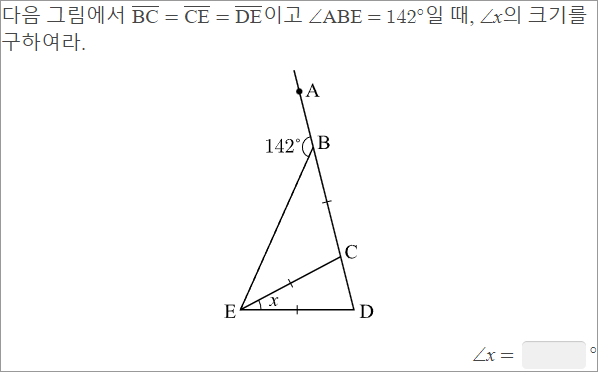 다음 그림에서 BC = CE = DE이고 ∠ABE = 142°일 때, ∠x의 크기를
구하여라.
A
142°
B
C
x
E
D
∠x = °